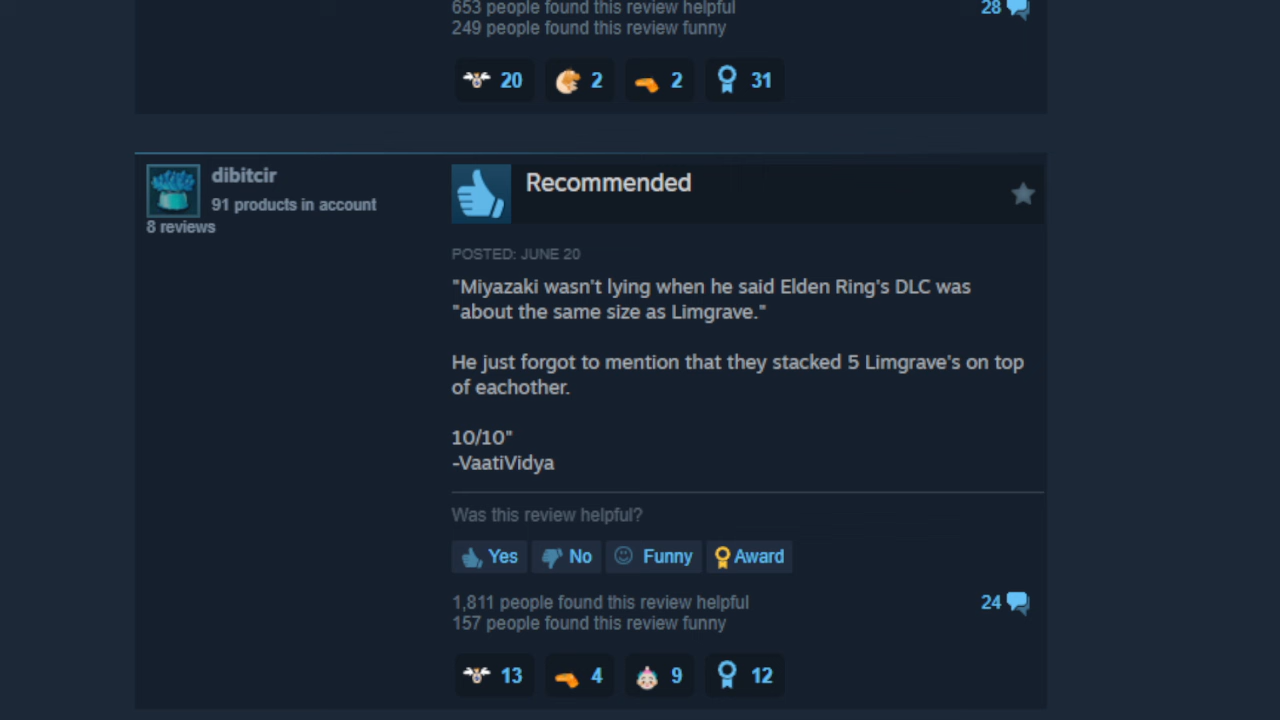 653 people found this review helpful
28
249 people found this review funny
20 2 2 31
dibitcir
91 products in account
8 reviews
Recommended
POSTED: JUNE 20
"Miyazaki wasn't lying when he said Elden Ring's DLC was
"about the same size as Limgrave."
He just forgot to mention that they stacked 5 Limgrave's on top
of eachother.
10/10"
-VaatiVidya
Was this review helpful?
Yes No Funny Award
1,811 people found this review helpful
24
157 people found this review funny
13 4 9 12